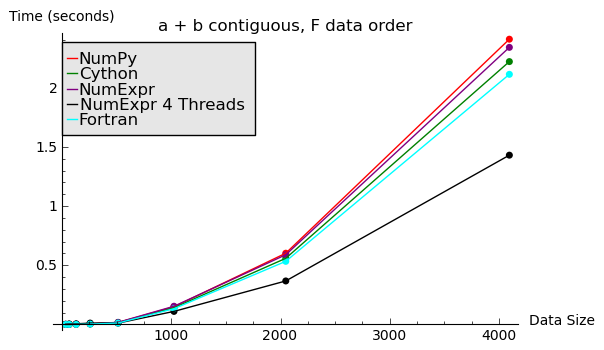 Time (seconds)
a + b contiguous, F data order
NumPy
Cython
NumExpr
NumExpr 4 Threads
Fortran
2
1.5
1
0.5
1000 2000 3000 4000
Data Size